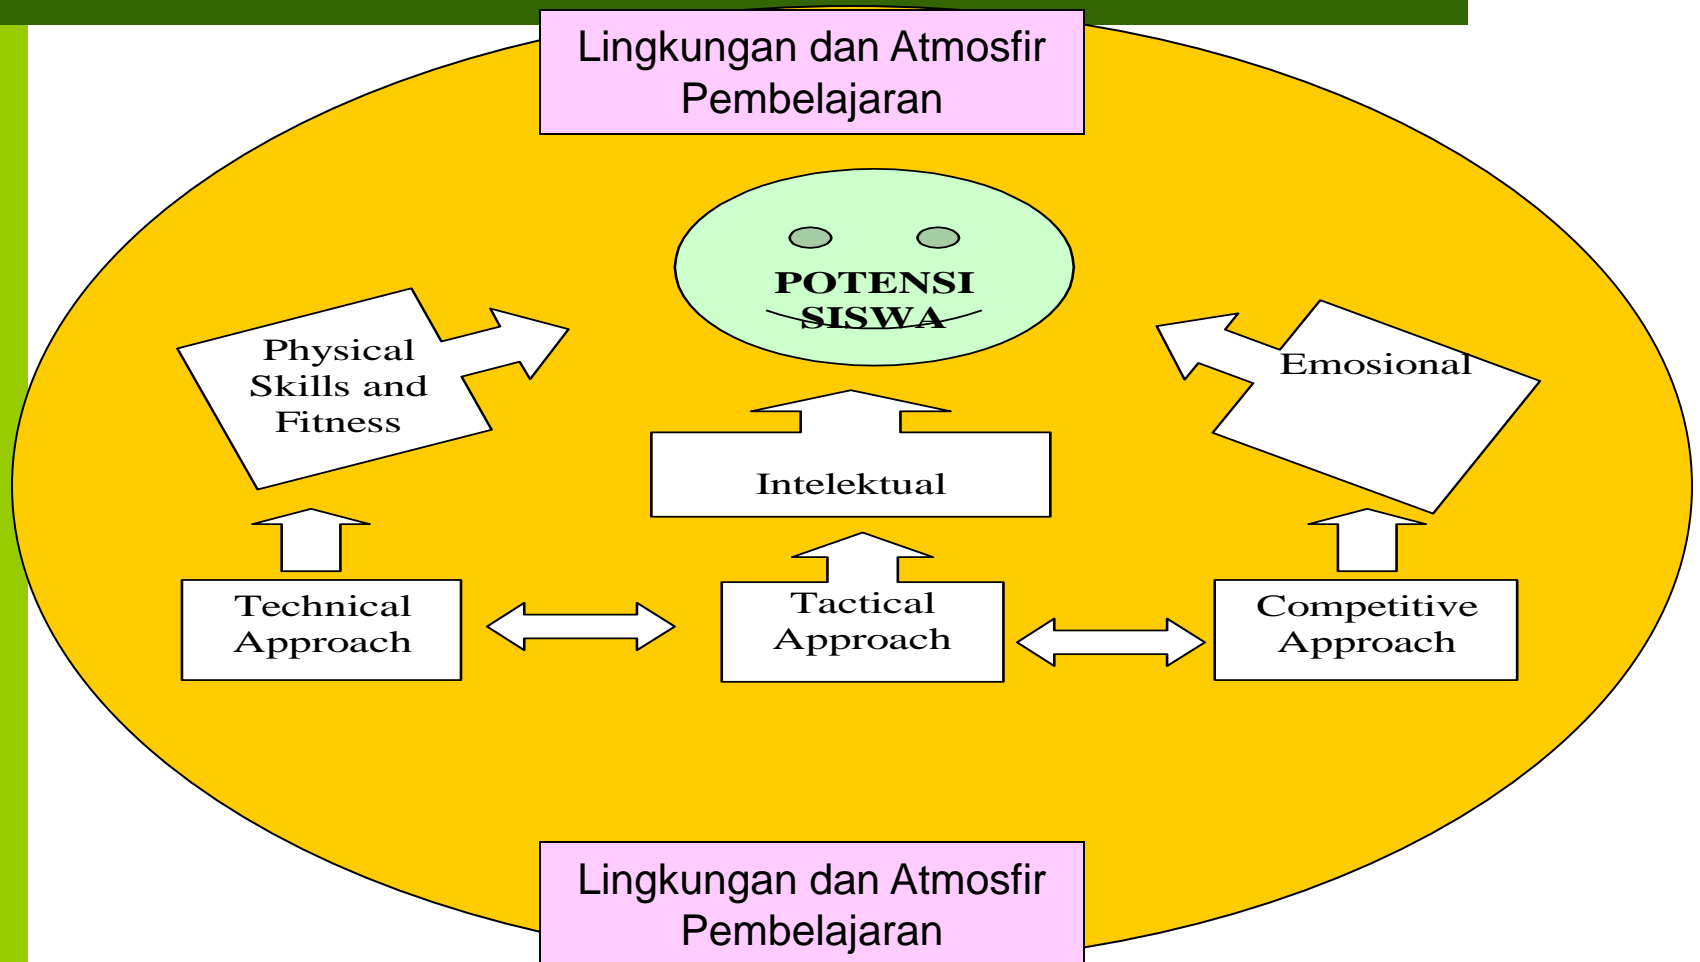 Lingkungan dan Atmosfir
Pembelajaran
POTENSI
SISWA
Physical
Skills and
Fitness
Emosional
Intelektual
Technical
Approach
Tactical
Approach
Competitive
Approach
Lingkungan dan Atmosfir
Pembelajaran